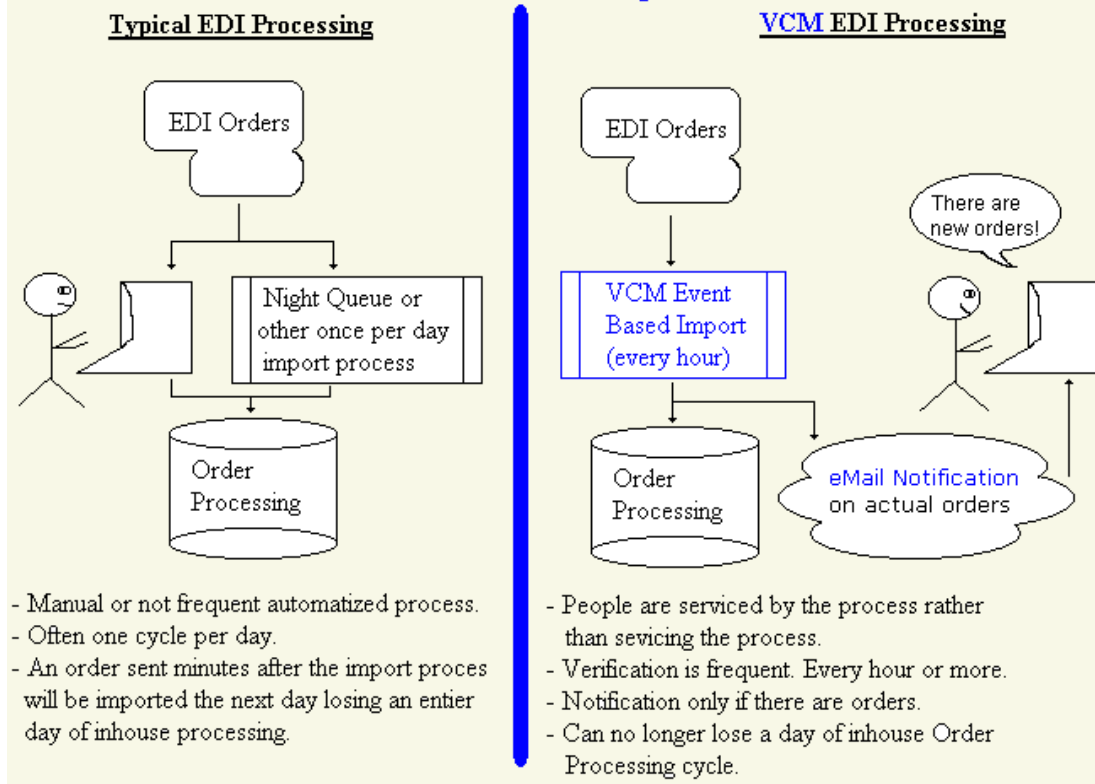 Typical EDI Processing
EDI Orders
Night Queue or
other once per day
import process
Order
Processing
- Manual or not frequent automatized process.
- Often one cycle per day.
- An order sent minutes after the import proces
will be imported the next day losing an entier
day of inhouse processing.
VCM EDI Processing
EDI Orders
There are
new orders!
VCM Event
Based Import
(every hour)
Order
Processing
eMail Notification
on actual orders
- People are serviced by the process rather
than sevicing the process.
- Verification is frequent. Every hour or more.
- Notification only if there are orders.
- Can no longer lose a day of inhouse Order
Processing cycle.